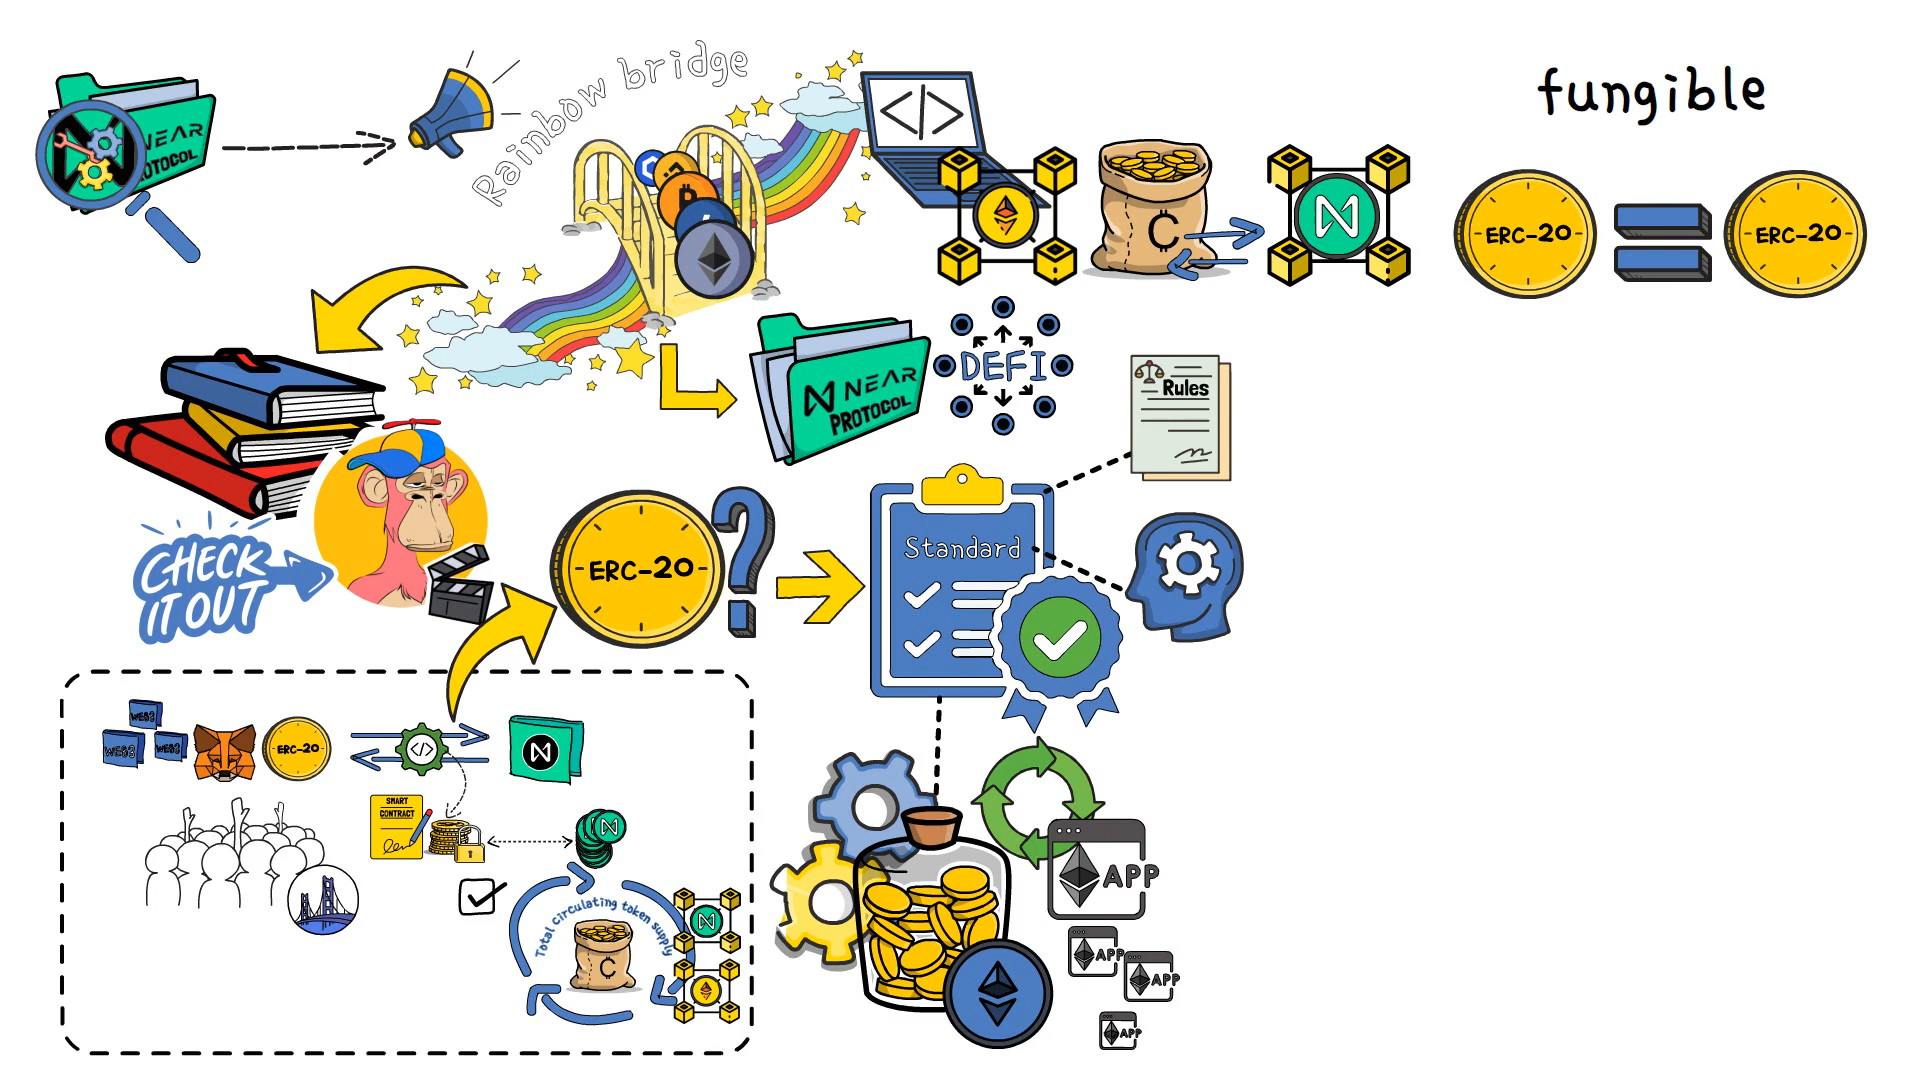 NEAR
PROTOCOL
Rainbow bridge
</>
C
fungible
ERC-20
ERC-20
NEAR
PROTOCOL
DEFI
Rules
CHECK
IT OUT
ERC-20
?
Standard
WEB3
WEB3
WEB3
ERC-20
</>
SMART
CONTRACT
Total circulating token supply
C
APP
APP
APP
APP